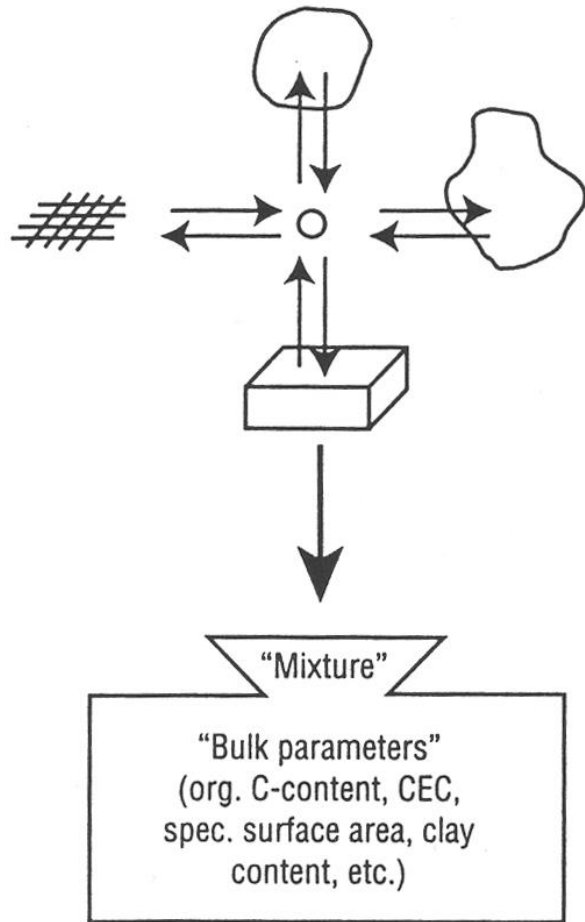 “Mixture”
“Bulk parameters”
(org. C-content, CEC,
spec. surface area, clay
content, etc.)